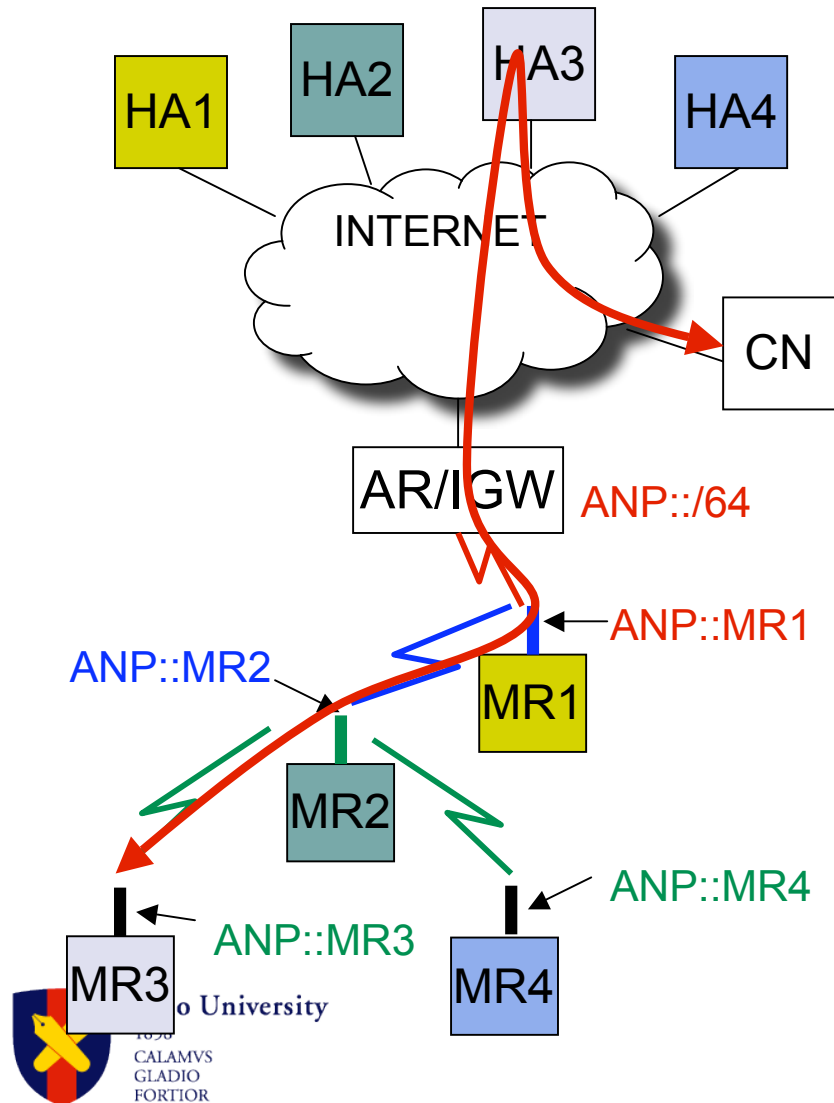 HA1
HA2
HA3
HA4
INTERNET
CN
AR/IGW
ANP::/64
ANP::MR1
ANP::MR2
MR1
MR2
ANP::MR4
ANP::MR3
MR3
MR4
o University
CALAMVS
GLADIO
FORTIOR